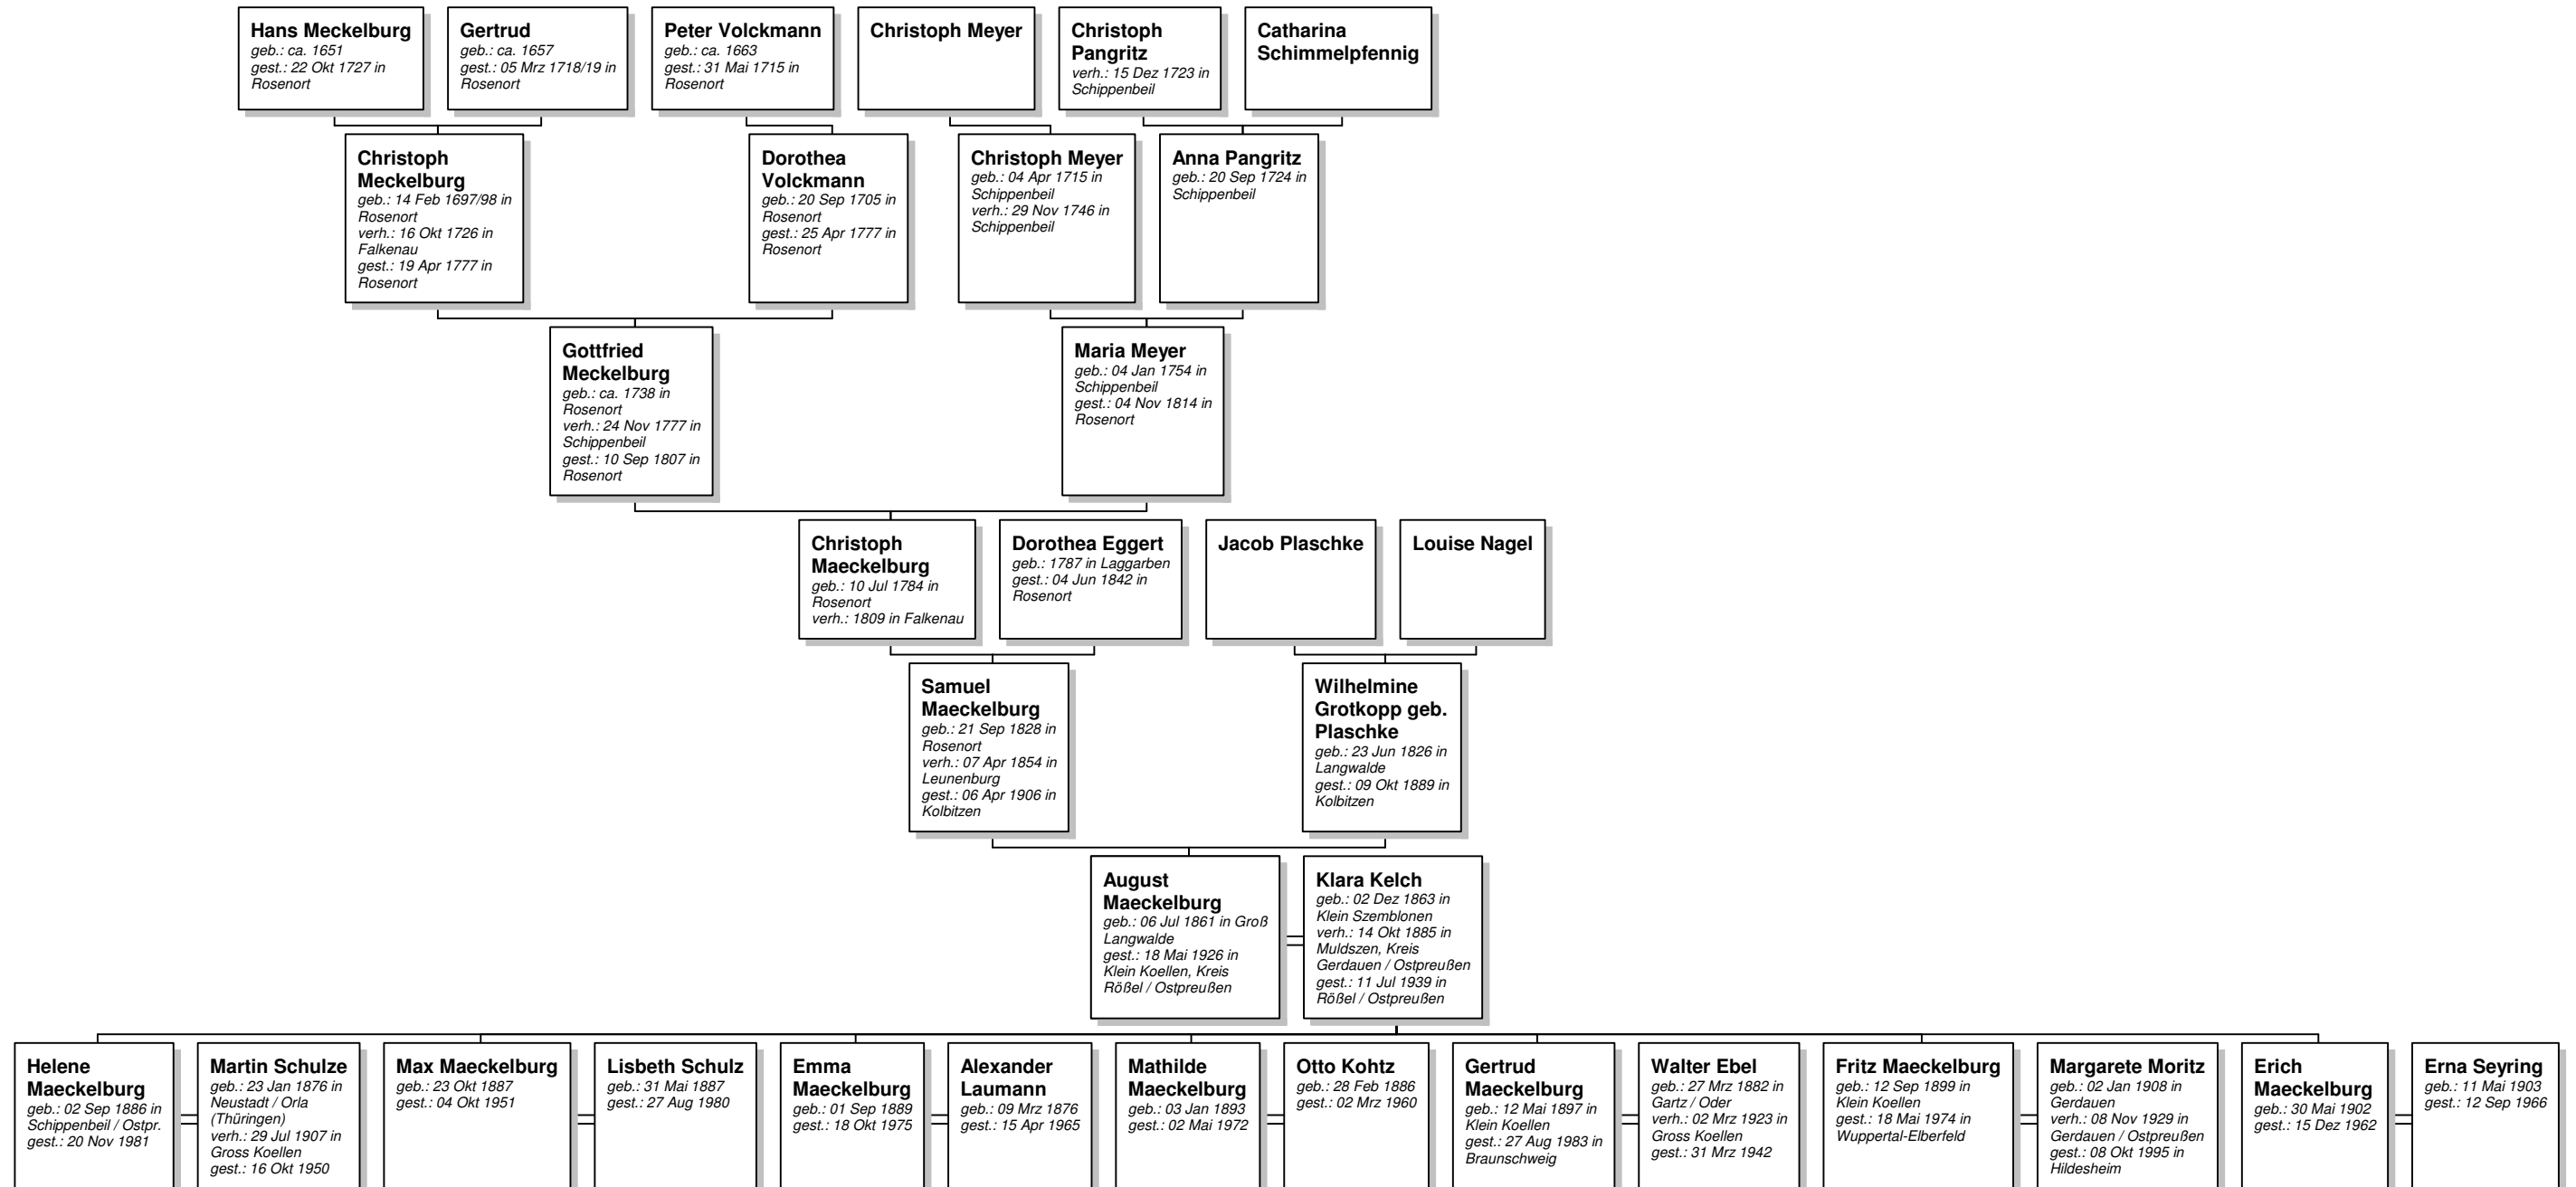 Hans Meckelburg
geb.: ca. 1651
gest.: 22 Okt 1727 in
Rosenort
Gertrud
geb.: ca. 1657
gest.: 05 Mrz 1718/19 in
Rosenort
Peter Volckmann
geb.: ca. 1663
gest.: 31 Mai 1715 in
Rosenort
Christoph Meyer
Christoph
Pangritz
verh.: 15 Dez 1723 in
Schippenbeil
Catharina
Schimmelpfennig
Christoph
Meckelburg
geb.: 14 Feb 1697/98 in
Rosenort
verh.: 16 Okt 1726 in
Falkenau
gest.: 19 Apr 1777 in
Rosenort
Dorothea
Volckmann
geb.: 20 Sep 1705 in
Rosenort
gest.: 25 Apr 1777 in
Rosenort
Christoph Meyer
geb.: 04 Apr 1715 in
Schippenbeil
verh.: 29 Nov 1746 in
Schippenbeil
Anna Pangritz
geb.: 20 Sep 1724 in
Schippenbeil
Gottfried
Meckelburg
geb.: ca. 1738 in
Rosenort
verh.: 24 Nov 1777 in
Schippenbeil
gest.: 10 Sep 1807 in
Rosenort
Maria Meyer
geb.: 04 Jan 1754 in
Schippenbeil
gest.: 04 Nov 1814 in
Rosenort
Christoph
Maeckelburg
geb.: 10 Jul 1784 in
Rosenort
verh.: 1809 in Falkenau
Dorothea Eggert
geb.: 1787 in Laggarben
gest.: 04 Jun 1842 in
Rosenort
Jacob Plaschke
Louise Nagel
Samuel
Maeckelburg
geb.: 21 Sep 1828 in
Rosenort
verh.: 07 Apr 1854 in
Leunenburg
gest.: 06 Apr 1906 in
Kolbitzen
Wilhelmine
Grotkopp geb.
Plaschke
geb.: 23 Jun 1826 in
Langwalde
gest.: 09 Okt 1889 in
Kolbitzen
August
Maeckelburg
geb.: 06 Jul 1861 in Groß
Langwalde
gest.: 18 Mai 1926 in
Klein Koellen, Kreis
Rößel / Ostpreußen
Klara Kelch
geb.: 02 Dez 1863 in
Klein Szemblonen
verh.: 14 Okt 1885 in
Muldszen, Kreis
Gerdauen / Ostpreußen
gest.: 11 Jul 1939 in
Rößel / Ostpreußen
Helene
Maeckelburg
geb.: 02 Sep 1886 in
Schippenbeil / Ostpr.
gest.: 20 Nov 1981
Martin Schulze
geb.: 23 Jan 1876 in
Neustadt / Orla
(Thüringen)
verh.: 29 Jul 1907 in
Gross Koellen
gest.: 16 Okt 1950
Max Maeckelburg
geb.: 23 Okt 1887
gest.: 04 Okt 1951
Lisbeth Schulz
geb.: 31 Mai 1887
gest.: 27 Aug 1980
Emma
Maeckelburg
geb.: 01 Sep 1889
gest.: 18 Okt 1975
Alexander
Laumann
geb.: 09 Mrz 1876
gest.: 15 Apr 1965
Mathilde
Maeckelburg
geb.: 03 Jan 1893
gest.: 02 Mai 1972
Otto Kohtz
geb.: 28 Feb 1886
gest.: 02 Mrz 1960
Gertrud
Maeckelburg
geb.: 12 Mai 1897 in
Klein Koellen
gest.: 27 Aug 1983 in
Braunschweig
Walter Ebel
geb.: 27 Mrz 1882 in
Gartz / Oder
verh.: 02 Mrz 1923 in
Gross Koellen
gest.: 31 Mrz 1942
Fritz Maeckelburg
geb.: 12 Sep 1899 in
Klein Koellen
gest.: 18 Mai 1974 in
Wuppertal-Elberfeld
Margarete Moritz
geb.: 02 Jan 1908 in
Gerdauen
verh.: 08 Nov 1929 in
Gerdauen / Ostpreußen
gest.: 08 Okt 1995 in
Hildesheim
Erich
Maeckelburg
geb.: 30 Mai 1902
gest.: 15 Dez 1962
Erna Seyring
geb.: 11 Mai 1903
gest.: 12 Sep 1966